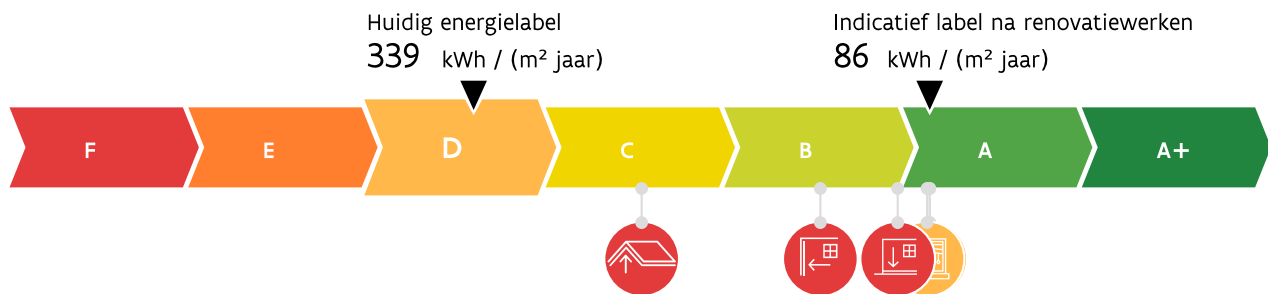 Huidig energielabel
339 kWh / (m² jaar)
Indicatief label na renovatiewerken
86 kWh / (m² jaar)
F
E
D
C
B
A
A+